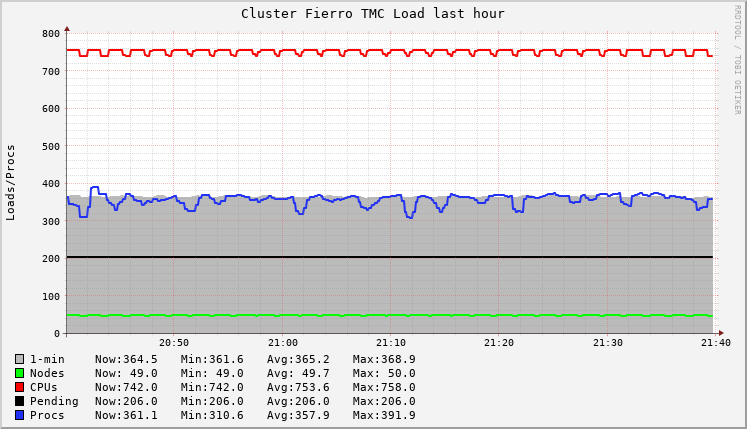 Cluster Fierro TMC Load last hour
RRDTOOL / TOBI OETIKER
Loads/Procs
800
700
600
500
400
300
200
100
0
20:50 21:00 21:10 21:20 21:30 21:40
1-min Now:364.5 Min:361.6 Avg:365.2 Max:368.9
Nodes Now: 49.0 Min: 49.0 Avg: 49.7 Max: 50.0
CPUs Now:742.0 Min:742.0 Avg:753.6 Max:758.0
Pending Now:206.0 Min:206.0 Avg:206.0 Max:206.0
Procs Now:361.1 Min:310.6 Avg:357.9 Max:391.9